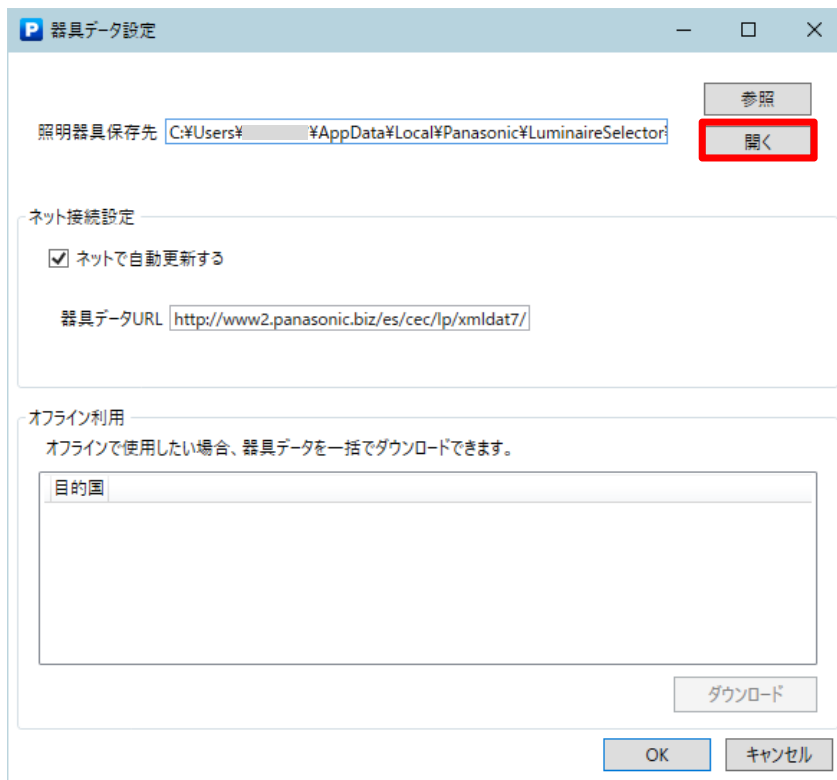 P 器具データ設定
参照
照明器具保存先 C:¥Users¥ ¥AppData¥Local¥Panasonic¥LuminaireSelector¥
開く
ネット接続設定
ネットで自動更新する
器具データURL http://www2.panasonic.biz/es/cec/lp/xmldat7/
オフライン利用
オフラインで使用したい場合、器具データを一括でダウンロードできます。
目的国
ダウンロード
OK キャンセル